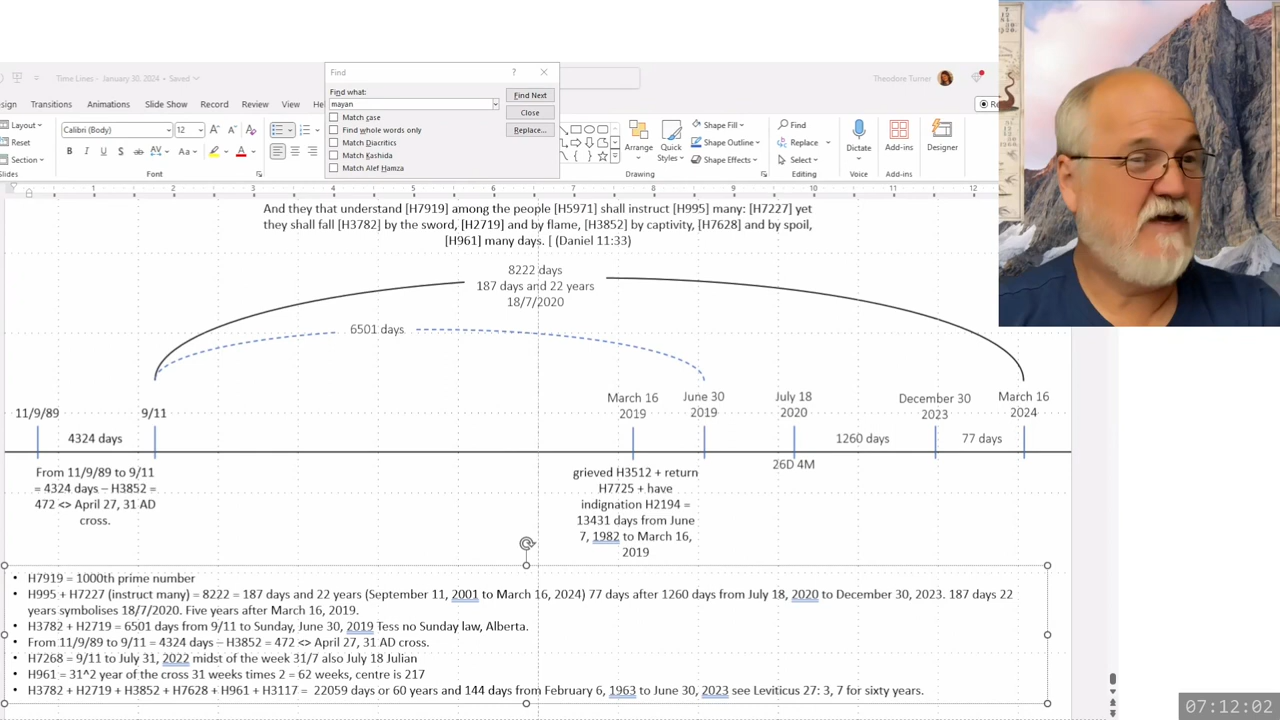 Time Lines - January 30, 2024 • Saved
Find
?
Theodore Turner
Find what:
mayan
Find Next
Match case
Close
Find whole words only
Replace...
Match Diacritics
Match Kashida
Match Alef Hamza
sign
Transitions
Animations
Slide Show
Record
Review
View
He
Re
Layout
Reset
Section
Calibri (Body)
12
Slides
Font
Shape Fill
Shape Outline
Shape Effects
Arrange
Quick
Styles
Drawing
Find
Replace
Select
Editing
Dictate
Voice
Add-ins
Add-ins
Designer
1 2 3 4 5 6 7 8 9 10 11 12
And they that understand [H7919] among the people [H5971] shall instruct [H995] many: [H7227] yet
they shall fall [H3782] by the sword, [H2719] and by flame, [H3852] by captivity, [H7628] and by spoil,
[H961] many days. [ (Daniel 11:33)
8222 days
187 days and 22 years
18/7/2020
6501 days
11/9/89
9/11
March 16
2019
June 30
2019
July 18
2020
December 30
2023
March 16
2024
4324 days
1260 days
77 days
26D 4M
From 11/9/89 to 9/11
= 4324 days – H3852 =
472 <> April 27, 31 AD
cross.
grieved H3512 + return
H7725 + have
indignation H2194 =
13431 days from June
7, 1982 to March 16,
2019
• H7919 = 1000th prime number
• H995 + H7227 (instruct many) = 8222 = 187 days and 22 years (September 11, 2001 to March 16, 2024) 77 days after 1260 days from July 18, 2020 to December 30, 2023. 187 days 22
years symbolises 18/7/2020. Five years after March 16, 2019.
• H3782 + H2719 = 6501 days from 9/11 to Sunday, June 30, 2019 Tess no Sunday law, Alberta.
• From 11/9/89 to 9/11 = 4324 days – H3852 = 472 <> April 27, 31 AD cross.
• H7268 = 9/11 to July 31, 2022 midst of the week 31/7 also July 18 Julian
• H961 = 31^2 year of the cross 31 weeks times 2 = 62 weeks, centre is 217
• H3782 + H2719 + H3852 + H7628 + H961 + H3117 = 22059 days or 60 years and 144 days from February 6, 1963 to June 30, 2023 see Leviticus 27: 3, 7 for sixty years.
07:12:02